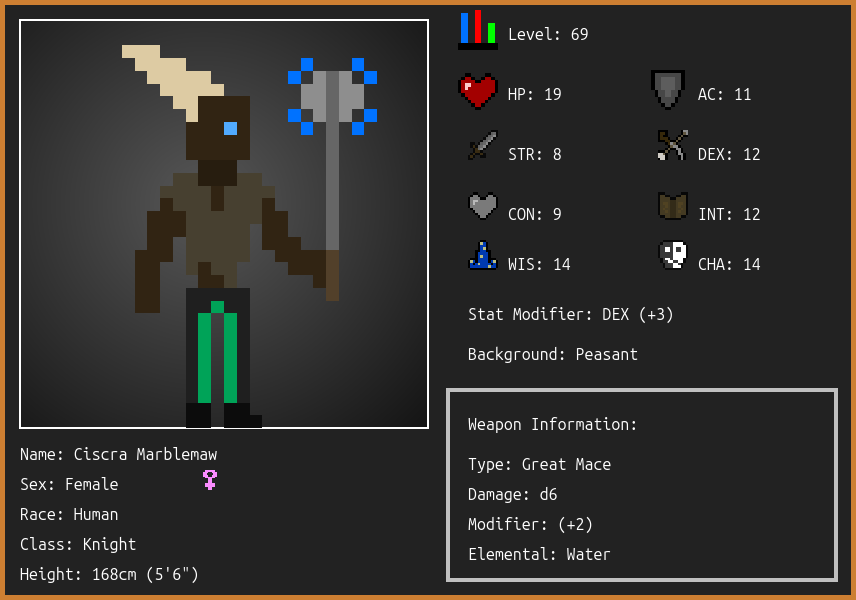 Level: 69
HP: 19
AC: 11
STR: 8
DEX: 12
CON: 9
INT: 12
WIS: 14
CHA: 14
Stat Modifier: DEX (+3)
Background: Peasant
Weapon Information:
Type: Great Mace
Damage: d6
Modifier: (+2)
Elemental: Water
Name: Ciscra Marblemaw
Sex: Female
Race: Human
Class: Knight
Height: 168cm (5'6")